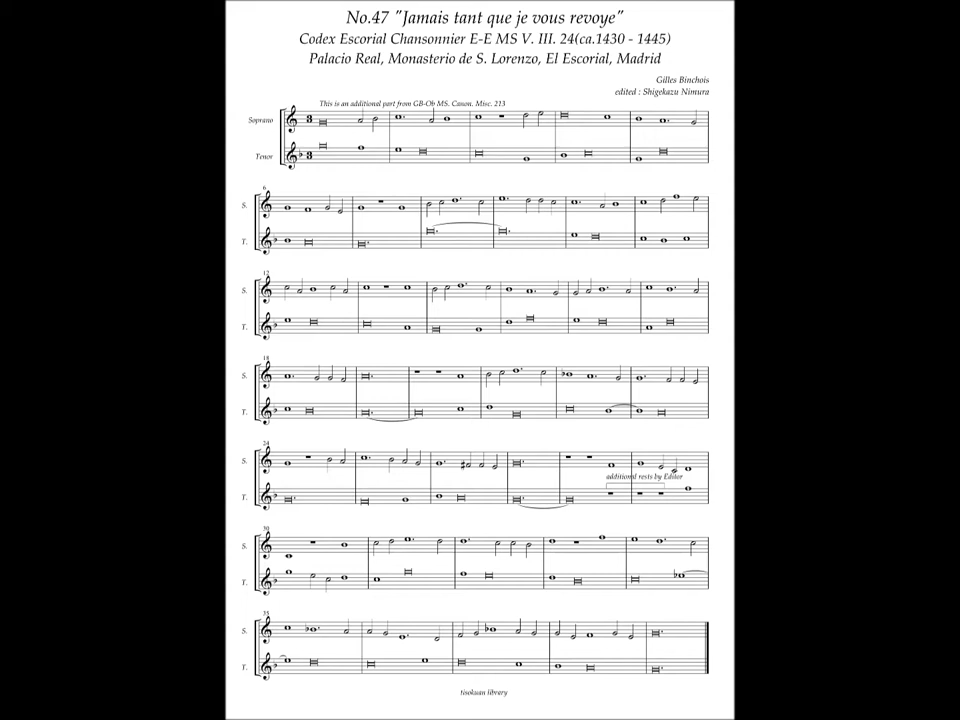 No.47 "Jamais tant que je vous revoye"
Codex Escorial Chansonnier E-E MS V. III. 24(ca.1430 - 1445)
Palacio Real, Monasterio de S. Lorenzo, El Escorial, Madrid
Gilles Binchois
edited : Shigekazu Nimura
This is an additional part from GB-Ob MS. Canon. Misc. 213
Soprano
3
Tenor
3
6
S.
T.
12
S.
T.
18
S.
T.
24
S.
additional rests by Editor
T.
30
S.
T.
35
S.
T.
tisokuan library